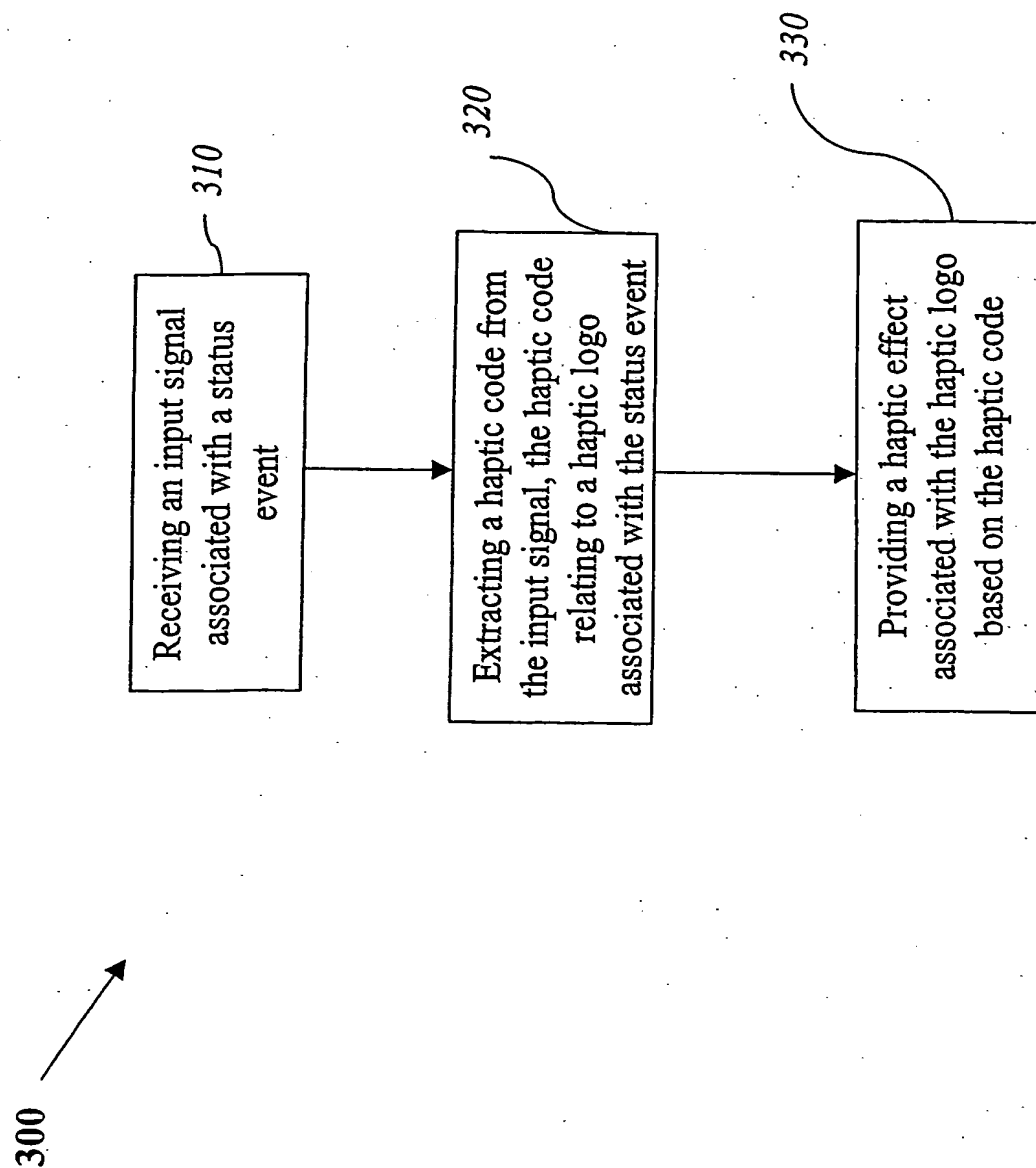 300
Receiving an input signal
associated with a status
event
310
Extracting a haptic code from
the input signal, the haptic code
relating to a haptic logo
associated with the status event
320
Providing a haptic effect
associated with the haptic logo
based on the haptic code
330